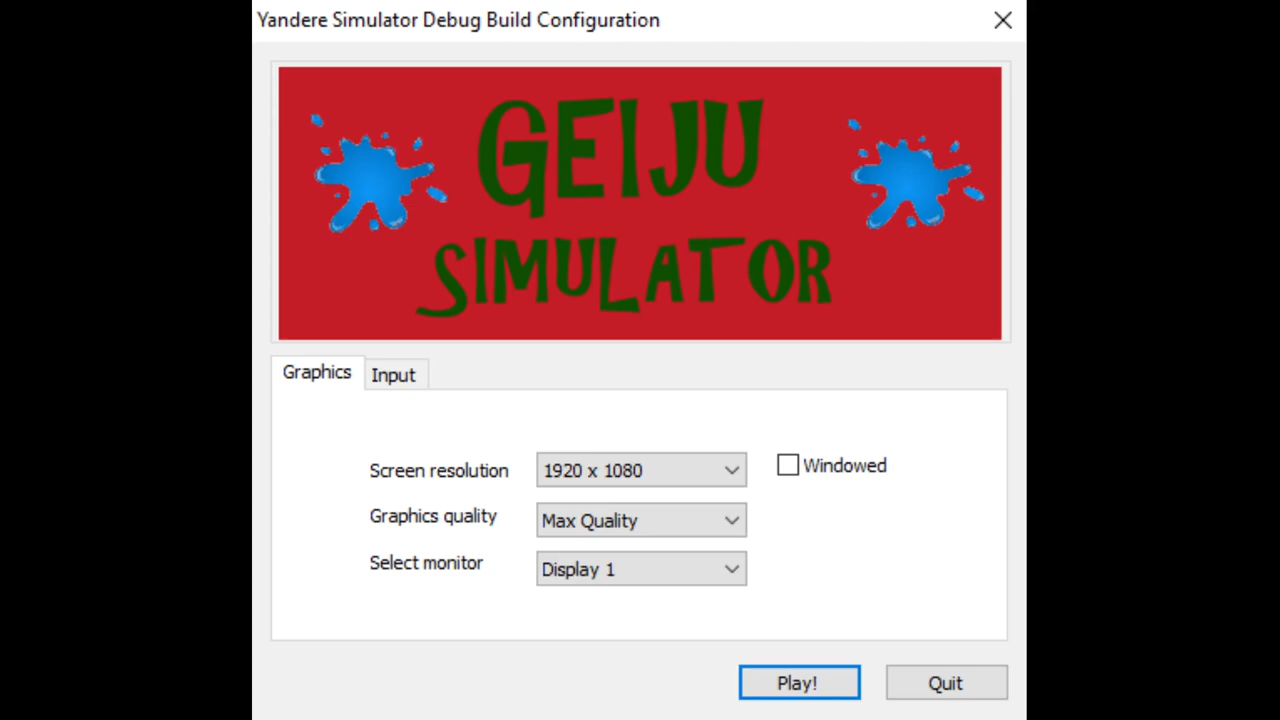 Yandere Simulator Debug Build Configuration
GEIJU
SIMULATOR
Graphics
Input
Screen resolution
1920 x 1080
Windowed
Graphics quality
Max Quality
Select monitor
Display 1
Play!
Quit